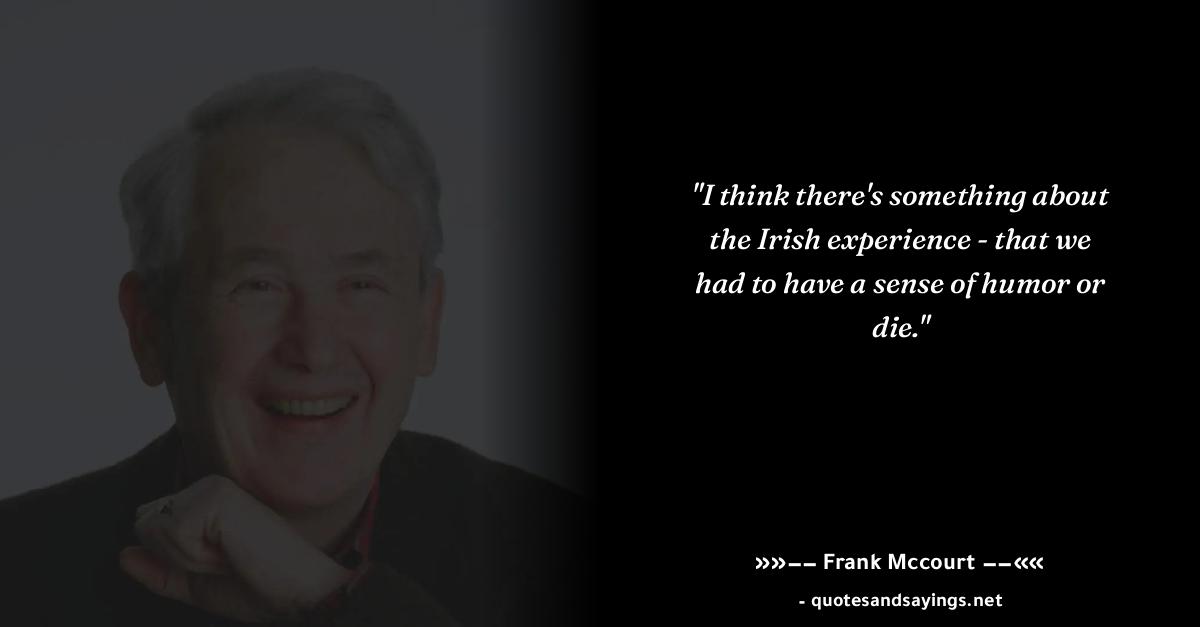 "I think there's something about
the Irish experience - that we
had to have a sense of humor or
die."
»»−− Frank Mccourt −−««
- quotesandsayings.net